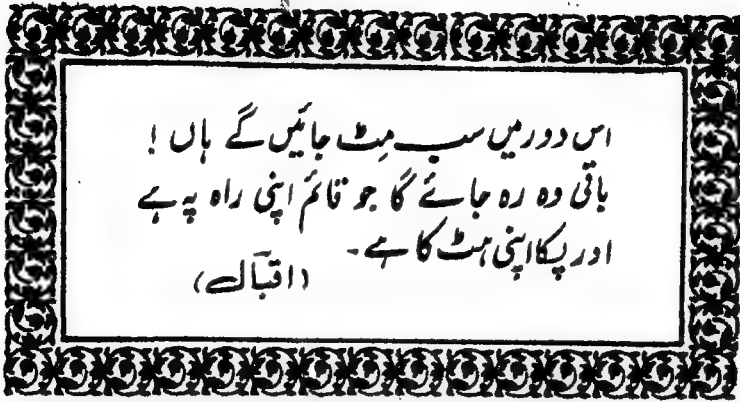 اس دور میں سب مِٹ جائیں گے ہاں !
باقی وہ رہ جائے گا جو قائم اپنی راہ پہ ہے
اور پکا اپنی ہٹ کا ہے۔
(اقبالؔ)